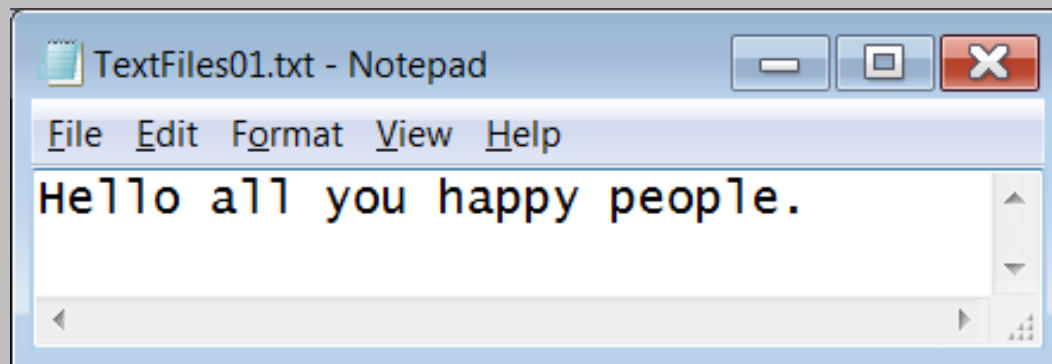 TextFiles01.txt - Notepad
File Edit Format View Help
Hello all you happy people.